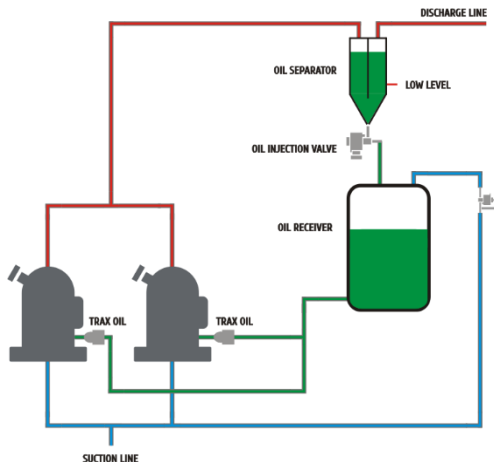 DISCHARGE LINE
OIL SEPARATOR
LOW LEVEL
OIL INJECTION VALVE
OIL RECEIVER
TRAX OIL
TRAX OIL
SUCTION LINE